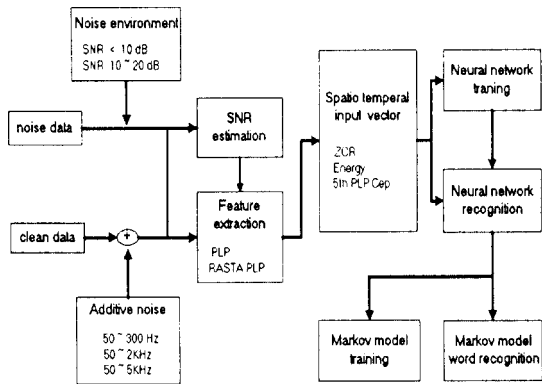 Noise environment
SNR < 10 dB
SNR 10 ~ 20 dB
noise data
SNR
estimation
clean data
+
Feature
extraction
PLP
RASTA PLP
Additive noise
50 ~ 300 Hz
50 ~ 2KHz
50 ~ 5KHz
Spatio temperal
input vector
ZCR
Energy
5th PLP Cep
Neural network
traning
Neural network
recognition
Markov model
training
Markov model
word recognition